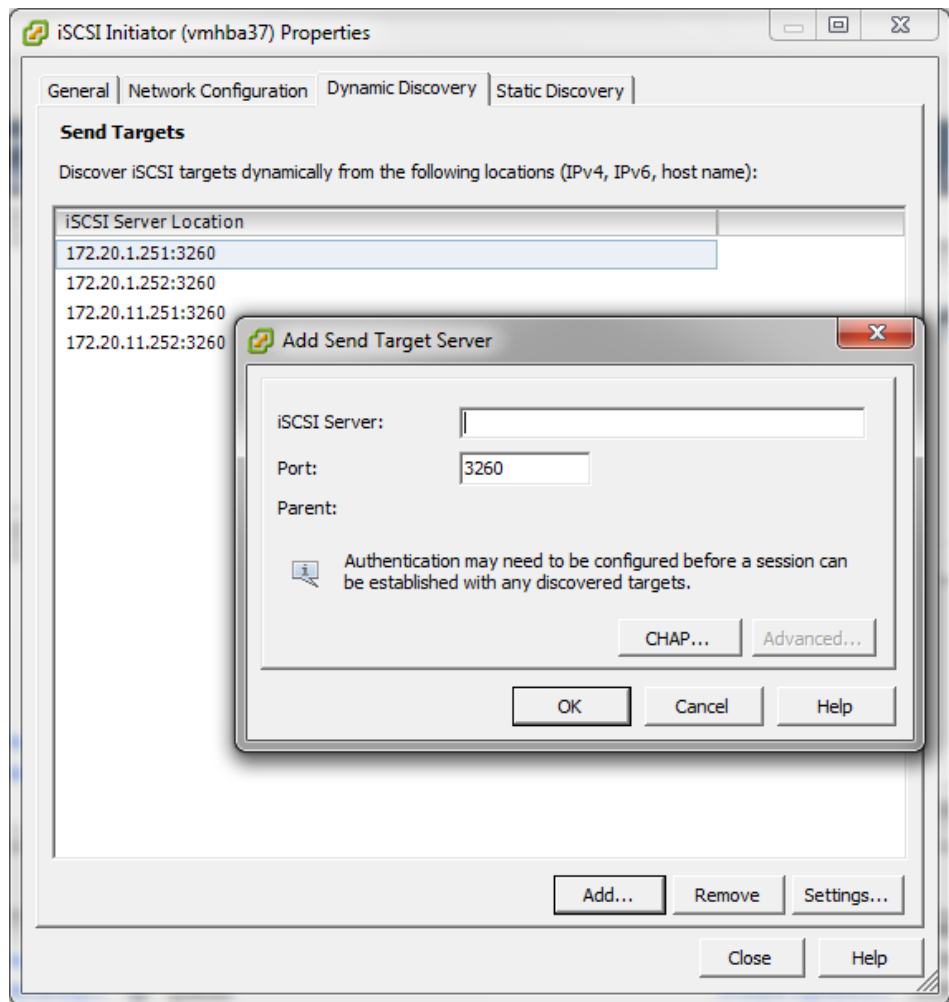 iSCSI Initiator (vmhba37) Properties
General Network Configuration Dynamic Discovery Static Discovery
Send Targets
Discover iSCSI targets dynamically from the following locations (IPv4, IPv6, host name):
iSCSI Server Location
172.20.1.251:3260
172.20.1.252:3260
172.20.11.251:3260
172.20.11.252:3260
Add Send Target Server
iSCSI Server:
Port: 3260
Parent:
Authentication may need to be configured before a session can
be established with any discovered targets.
CHAP... Advanced...
OK Cancel Help
Add... Remove Settings...
Close Help